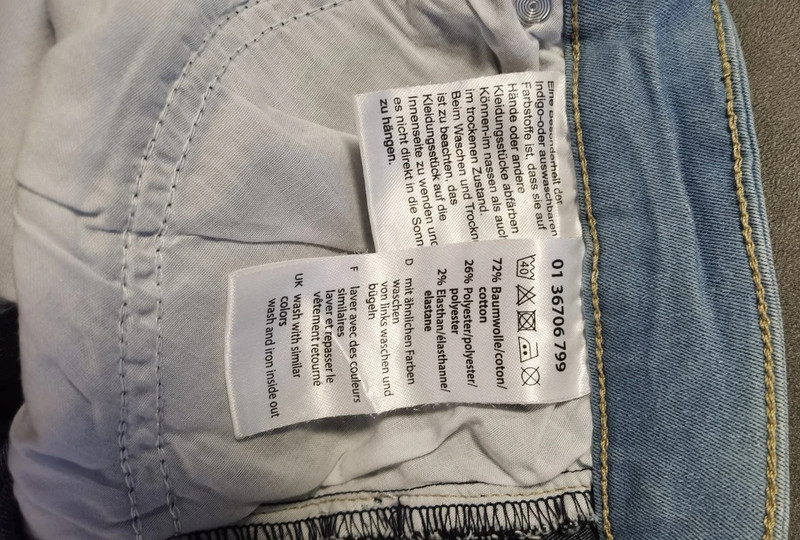 Eine Besonderheit der
Indigo-oder auswaschbaren
Farbstoffe ist, dass sie auf
Hände oder andere
Kleidungsstücke abfärben
Können-im nassen als auch
im trockenen Zustand.
Beim Waschen und Trockn
ist zu beachten, das
Kleidungsstück auf die
Innenseite zu wenden und
es nicht direkt in die Sonn
zu hängen.
01 36706 799
40
72% Baumwolle/coton/
cotton
26% Polyester/polyester/
polyester
2% Elasthan/élasthanne/
elastane
D mit ähnlichen Farben
waschen
von links waschen und
bügeln
F laver avec des couleurs
similaires
laver et repasser le
vêtement retourné
UK wash with similar
colors
wash and iron inside out